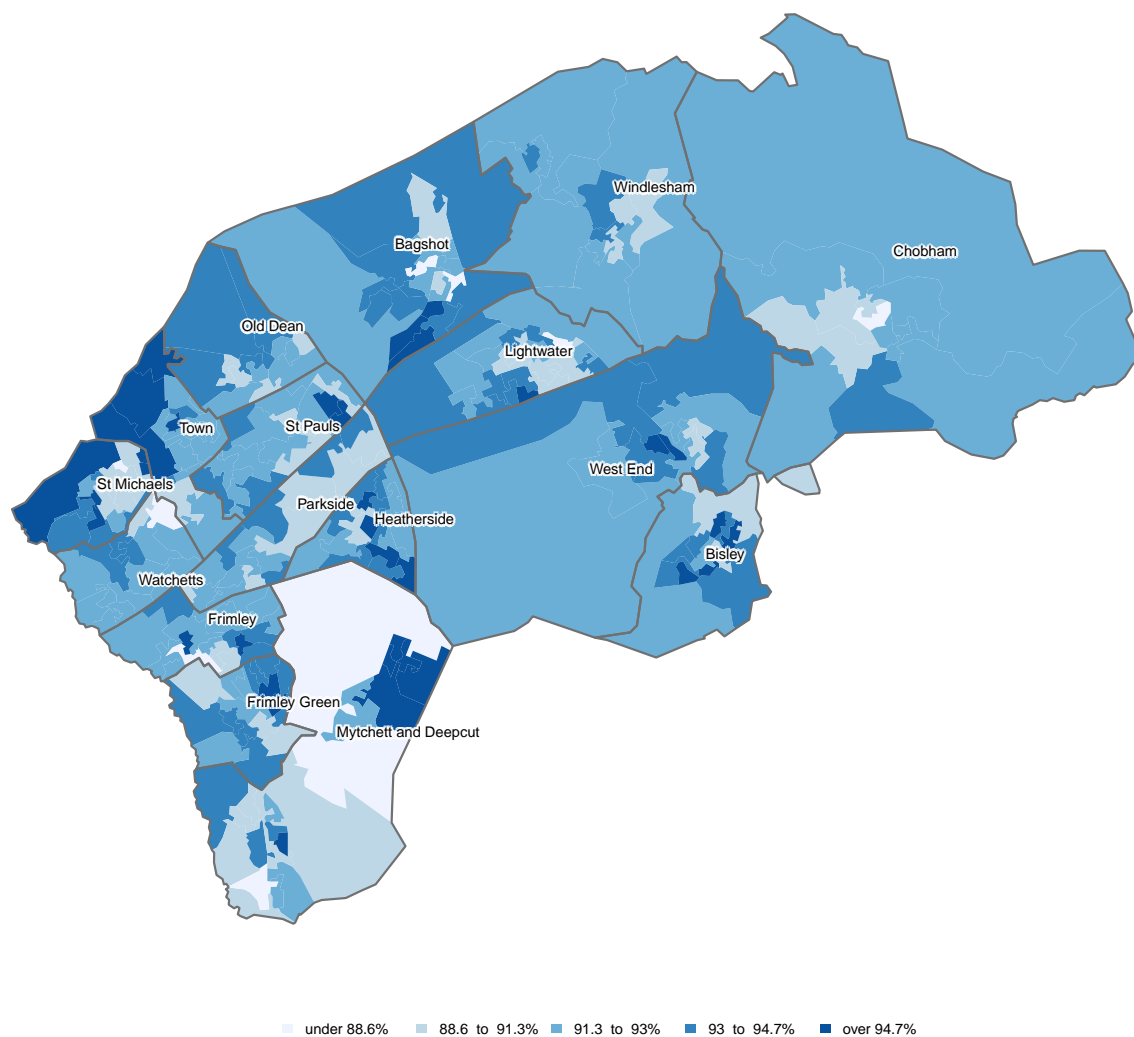 Windlesham
Bagshot
Chobham
Old Dean
Lightwater
Town
St Pauls
West End
St Michaels
Parkside
Heatherside
Bisley
Watchetts
Frimley
Frimley Green
Mytchett and Deepcut
under 88.6%
88.6 to 91.3%
91.3 to 93%
93 to 94.7%
over 94.7%